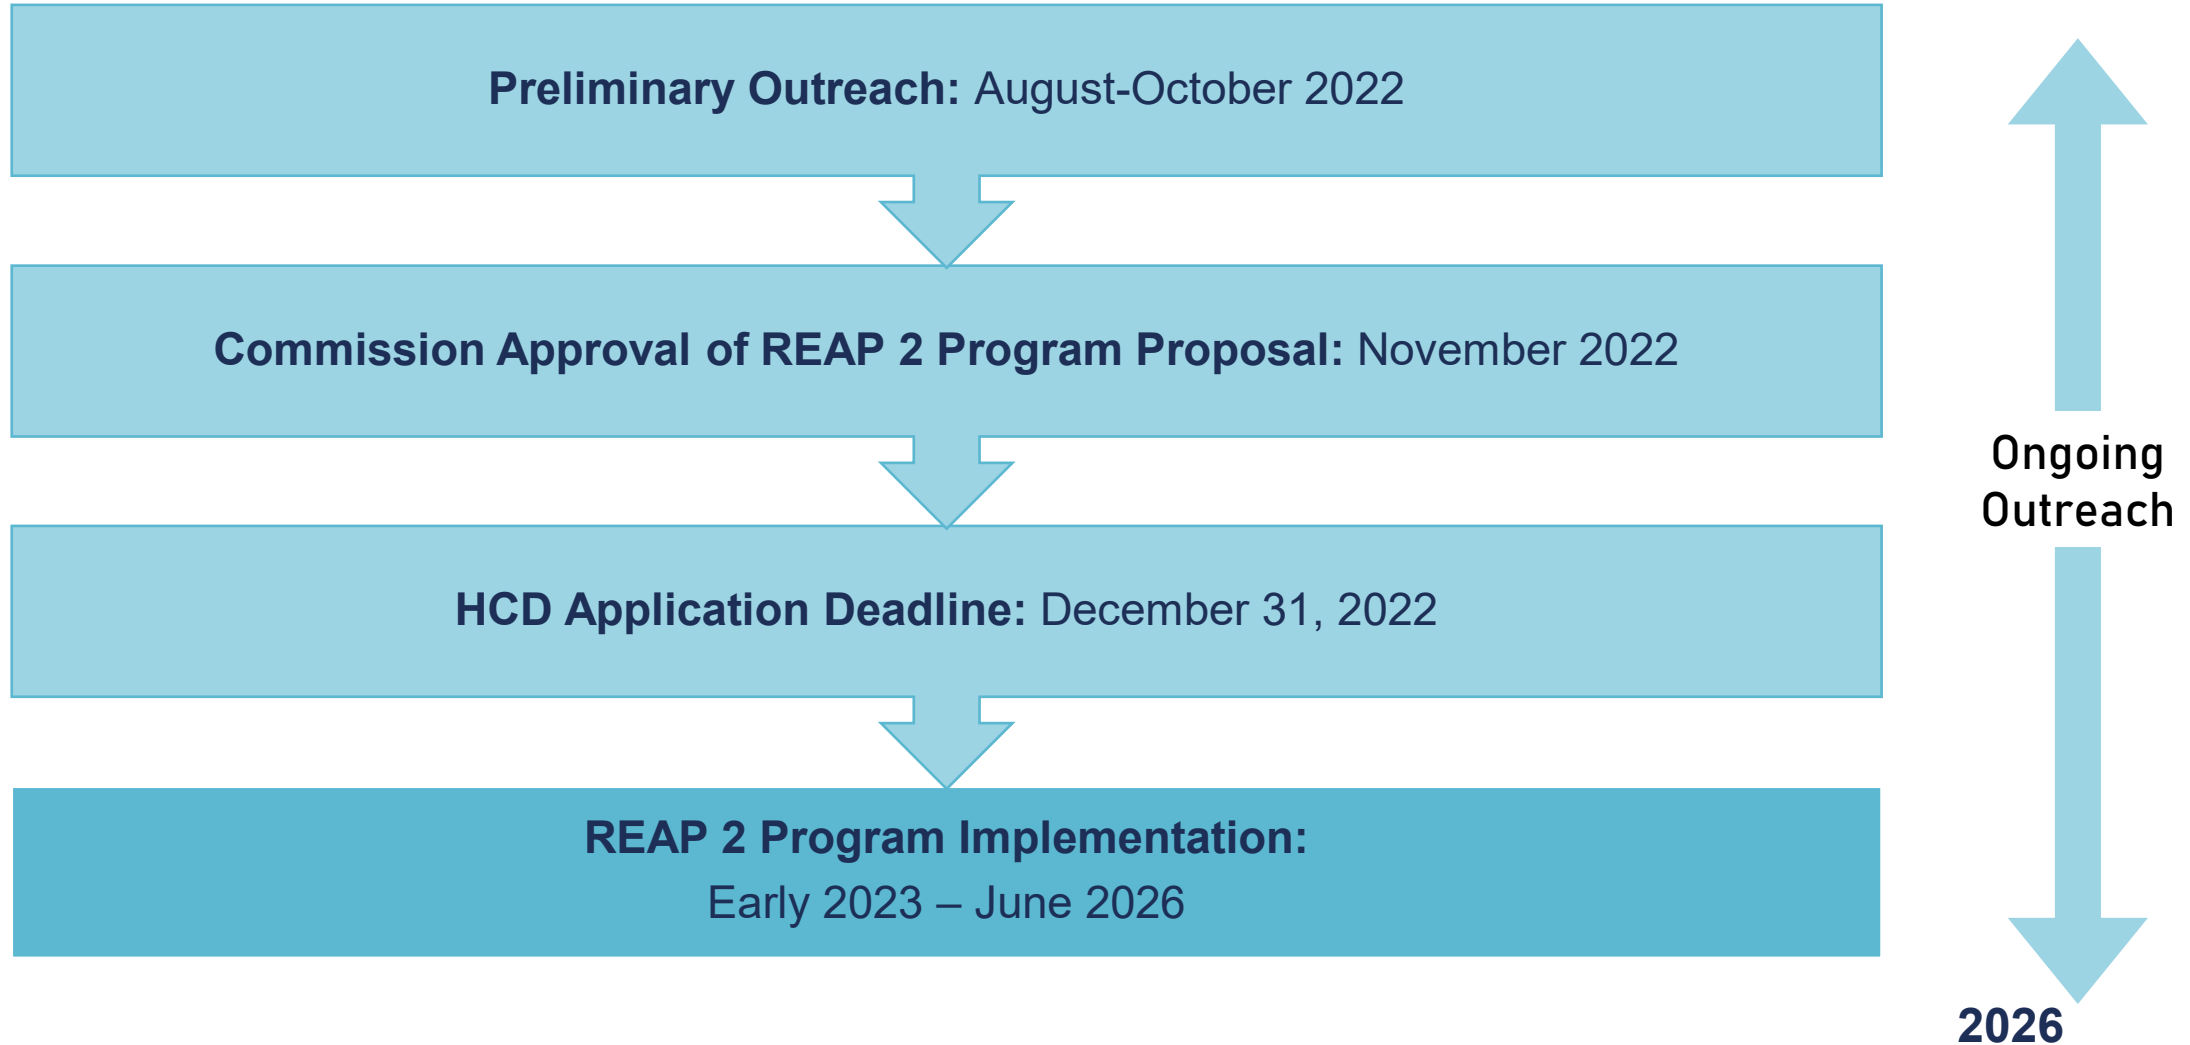 Preliminary Outreach: August-October 2022
Commission Approval of REAP 2 Program Proposal: November 2022
HCD Application Deadline: December 31, 2022
REAP 2 Program Implementation:
Early 2023 – June 2026
Ongoing
Outreach
2026